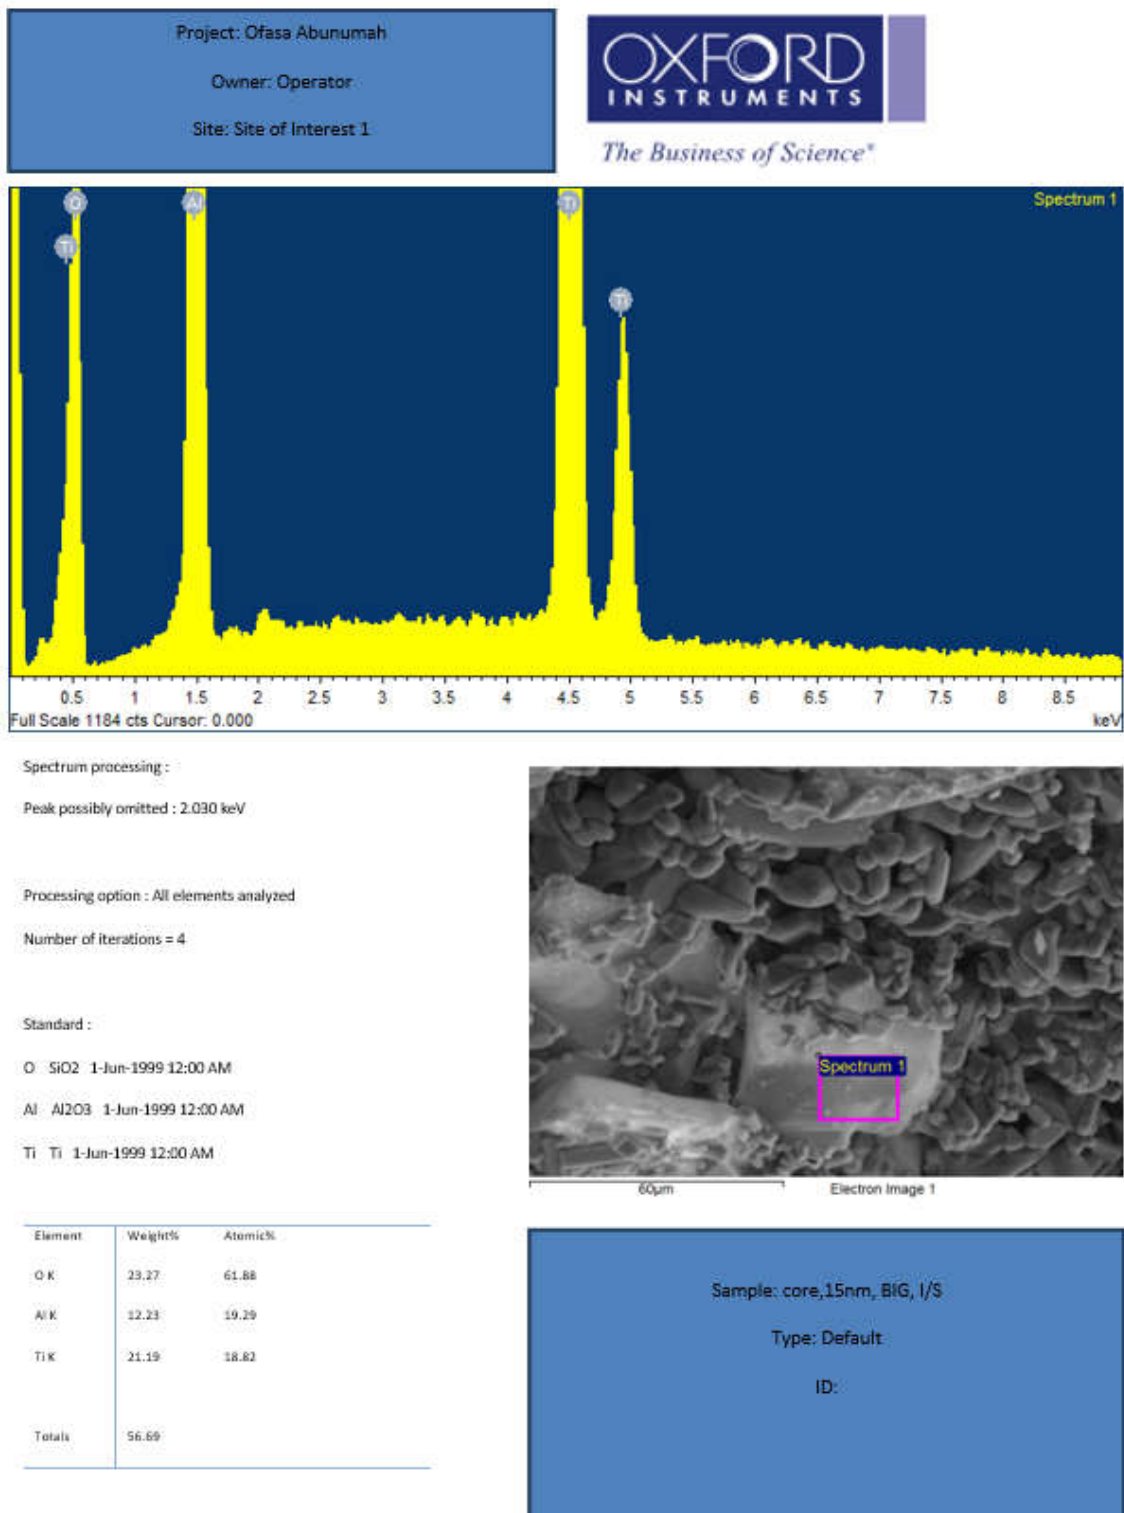 Project: Ofasa Abunumah
Owner: Operator
Site: Site of Interest 1
OXFORD
INSTRUMENTS
The Business of Science®
Spectrum 1
O
Al
Ti
Ti
Ti
0.5 1 1.5 2 2.5 3 3.5 4 4.5 5 5.5 6 6.5 7 7.5 8 8.5
Full Scale 1184 cts Cursor: 0.000 keV
Spectrum processing :
Peak possibly omitted : 2.030 keV
Processing option : All elements analyzed
Number of iterations = 4
Standard :
O SiO2 1-Jun-1999 12:00 AM
Al Al2O3 1-Jun-1999 12:00 AM
Ti Ti 1-Jun-1999 12:00 AM
Spectrum 1
60µm Electron Image 1
Element Weight% Atomic%
O K 23.27 61.88
Al K 12.23 19.29
Ti K 21.19 18.82
Totals 56.69
Sample: core,15nm, BIG, I/S
Type: Default
ID: